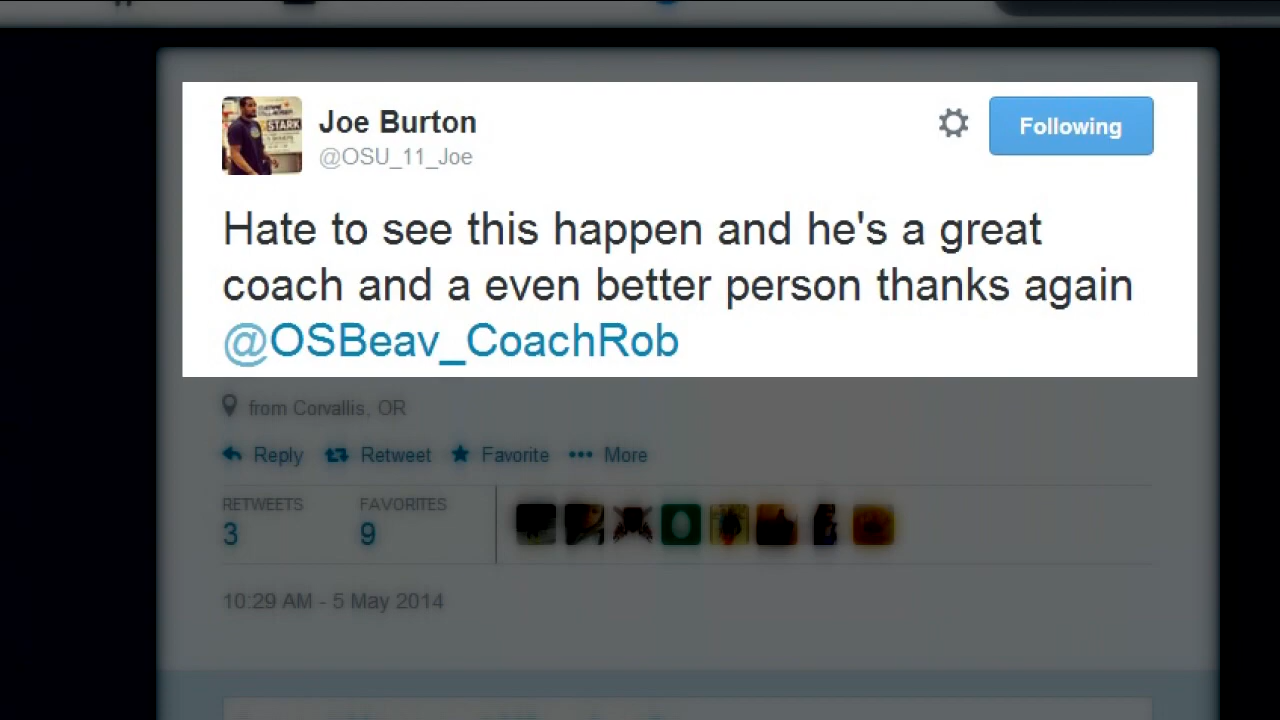 Joe Burton
@OSU_11_Joe
Following
Hate to see this happen and he's a great
coach and a even better person thanks again
@OSBeav_CoachRob
from Corvallis, OR
Reply Retweet Favorite More
RETWEETS FAVORITES
3 9
10:29 AM - 5 May 2014
STARK